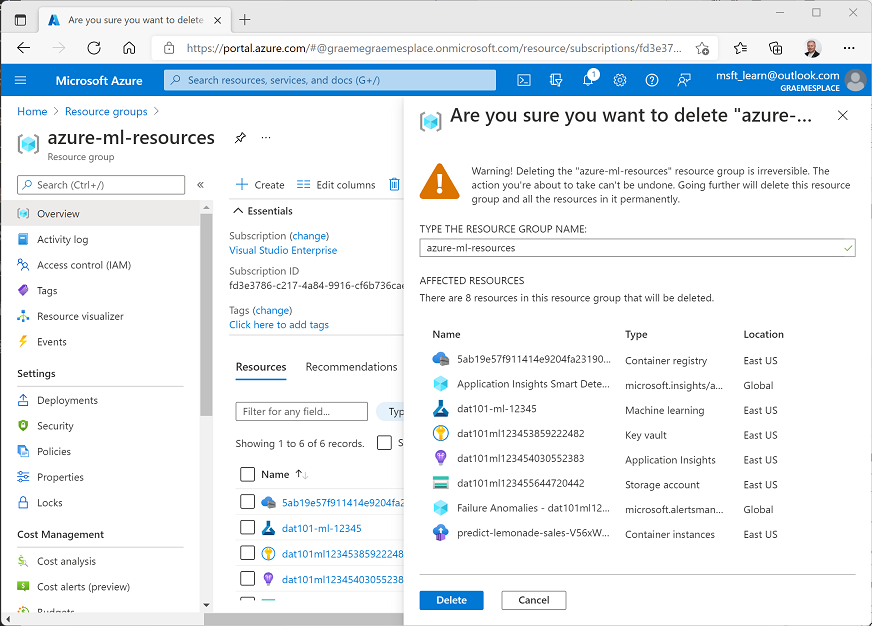 Are you sure you want to delete
https://portal.azure.com/#@graemegraemesplace.onmicrosoft.com/resource/subscriptions/fd3e37...
Microsoft Azure
Search resources, services, and docs (G+/)
1
msft_learn@outlook.com
GRAEMESPLACE
Home > Resource groups >
azure-ml-resources
Resource group
Search (Ctrl+/)
«
Overview
Activity log
Access control (IAM)
Tags
Resource visualizer
Events
Settings
Deployments
Security
Policies
Properties
Locks
Cost Management
Cost analysis
Cost alerts (preview)
Budgets
Create
Edit columns
Essentials
Subscription (change)
Visual Studio Enterprise
Subscription ID
fd3e3786-c217-4a84-9916-cf6b736cae
Tags (change)
Click here to add tags
Resources
Recommendations
Filter for any field...
Typ
Showing 1 to 6 of 6 records.
S
Name ↑↓
5ab19e57f911414e9204fa2
dat101-ml-12345
dat101ml12345385922248
dat101ml12345403055238
Are you sure you want to delete "azure-...
Warning! Deleting the "azure-ml-resources" resource group is irreversible. The
action you're about to take can't be undone. Going further will delete this resource
group and all the resources in it permanently.
TYPE THE RESOURCE GROUP NAME:
azure-ml-resources
AFFECTED RESOURCES
There are 8 resources in this resource group that will be deleted.
Name Type Location
5ab19e57f911414e9204fa23190... Container registry East US
Application Insights Smart Dete... microsoft.insights/a... Global
dat101-ml-12345 Machine learning East US
dat101ml123453859222482 Key vault East US
dat101ml123454030552383 Application Insights East US
dat101ml123455644720442 Storage account East US
Failure Anomalies - dat101ml12... microsoft.alertsman... Global
predict-lemonade-sales-V56xW... Container instances East US
Delete
Cancel